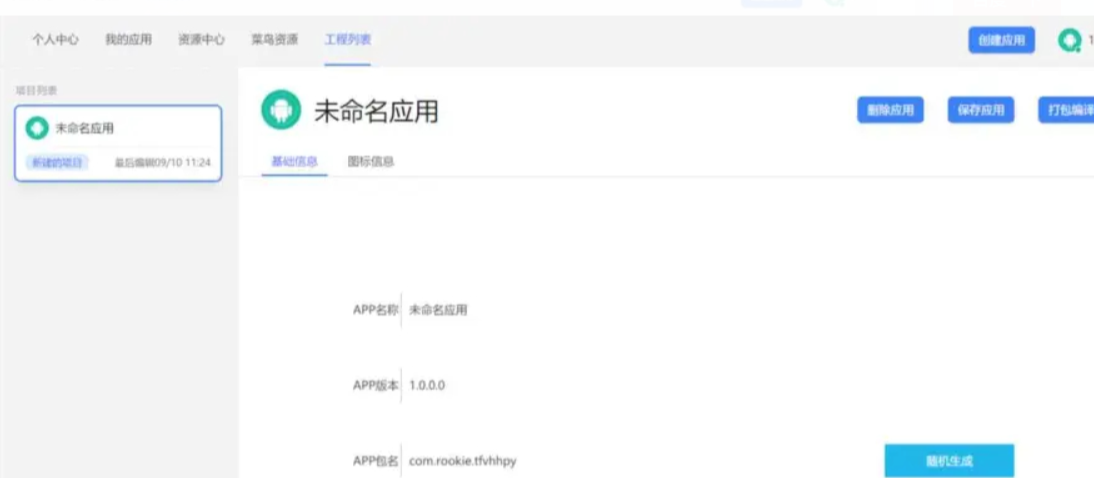 个人中心 我的应用 资源中心 菜鸟资源 工程列表 创建应用
项目列表
未命名应用
新建的项目 最后编辑09/10 11:24
未命名应用
删除应用 保存应用 打包编译
基础信息 图标信息
APP名称 未命名应用
APP版本 1.0.0.0
APP包名 com.rookie.tfvhhpy 随机生成